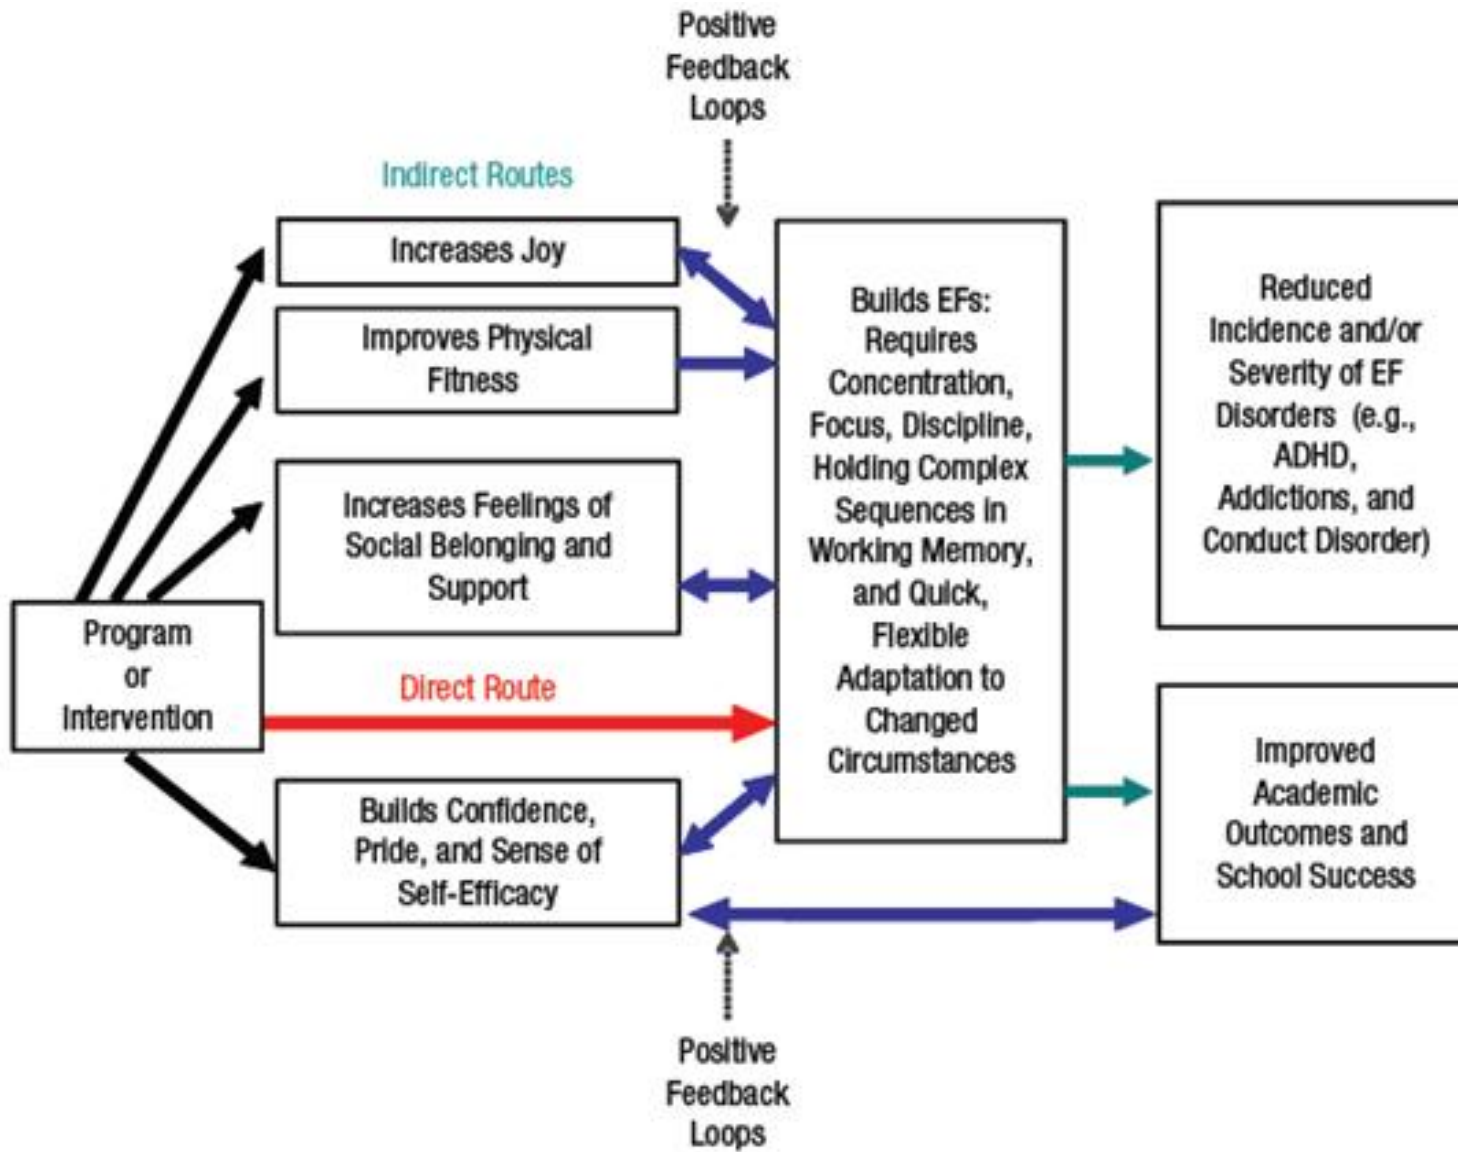 Positive
Feedback
Loops
Indirect Routes
Increases Joy
Improves Physical
Fitness
Increases Feelings of
Social Belonging and
Support
Program
or
Intervention
Direct Route
Builds Confidence,
Pride, and Sense of
Self-Efficacy
Builds EFs:
Requires
Concentration,
Focus, Discipline,
Holding Complex
Sequences in
Working Memory,
and Quick,
Flexible
Adaptation to
Changed
Circumstances
Reduced
Incidence and/or
Severity of EF
Disorders (e.g.,
ADHD,
Addictions, and
Conduct Disorder)
Improved
Academic
Outcomes and
School Success
Positive
Feedback
Loops